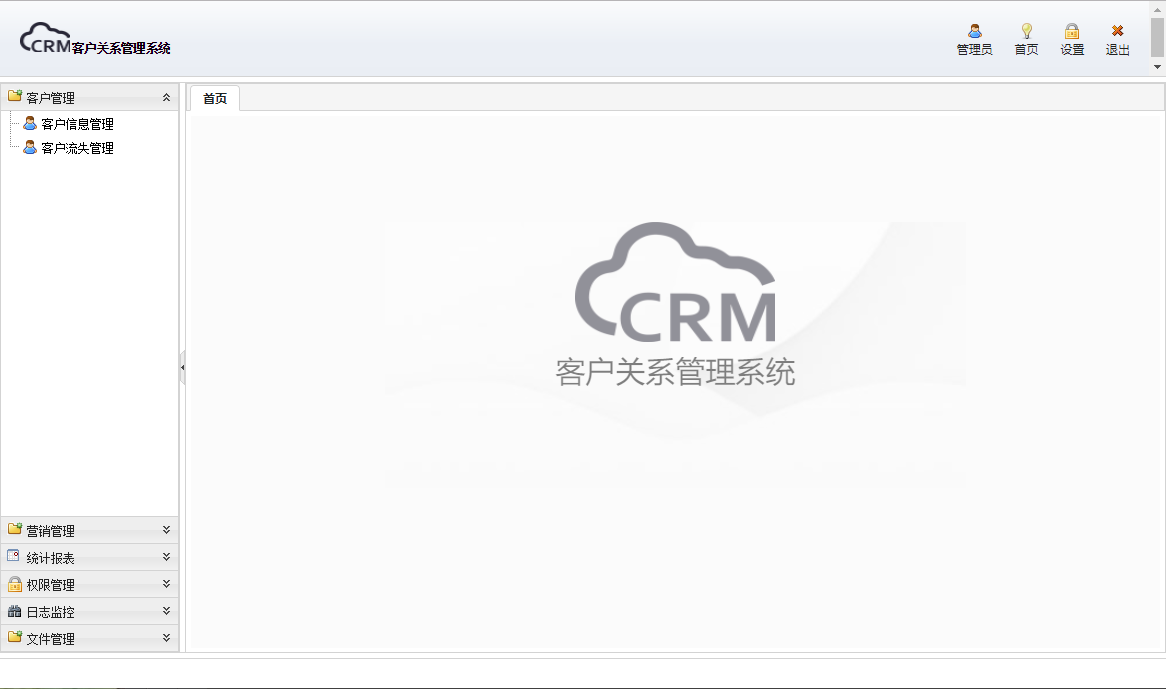 CRM客户关系管理系统
管理员 首页 设置 退出
客户管理
客户信息管理
客户流失管理
首页
CRM
客户关系管理系统
营销管理
统计报表
权限管理
日志监控
文件管理